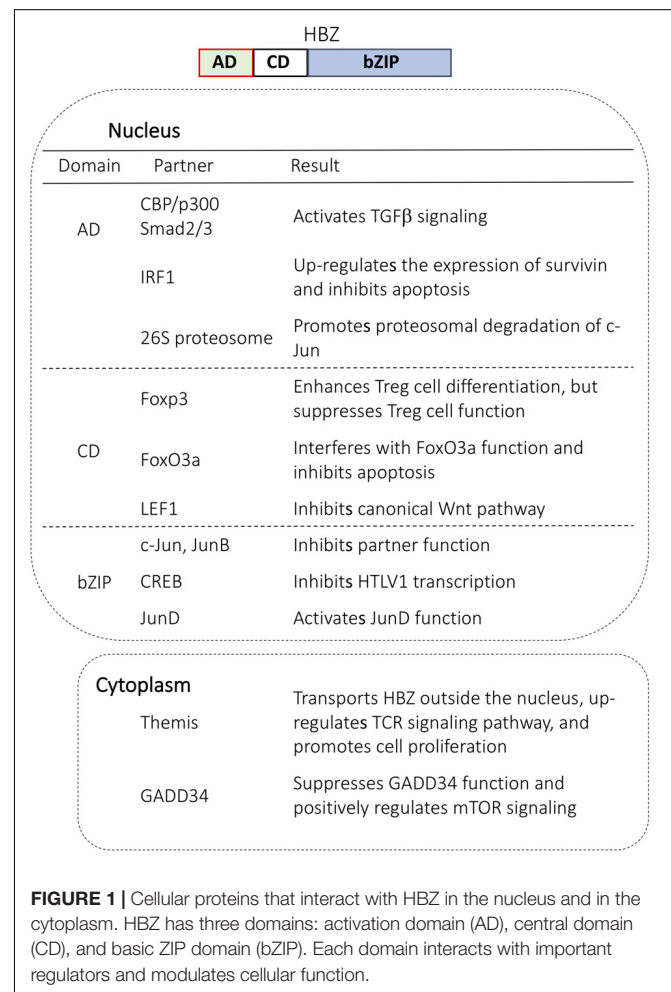 HBZ
AD CD bZIP
Nucleus
Domain Partner Result
AD
CBP/p300
Smad2/3
Activates TGFβ signaling
IRF1
Up-regulates the expression of survivin
and inhibits apoptosis
26S proteosome
Promotes proteosomal degradation of c-
Jun
CD
Foxp3
Enhances Treg cell differentiation, but
suppresses Treg cell function
FoxO3a
Interferes with FoxO3a function and
inhibits apoptosis
LEF1 Inhibits canonical Wnt pathway
bZIP
c-Jun, JunB Inhibits partner function
CREB Inhibits HTLV1 transcription
JunD Activates JunD function
Cytoplasm
Themis
Transports HBZ outside the nucleus, up-
regulates TCR signaling pathway, and
promotes cell proliferation
GADD34
Suppresses GADD34 function and
positively regulates mTOR signaling
FIGURE 1 | Cellular proteins that interact with HBZ in the nucleus and in the
cytoplasm. HBZ has three domains: activation domain (AD), central domain
(CD), and basic ZIP domain (bZIP). Each domain interacts with important
regulators and modulates cellular function.